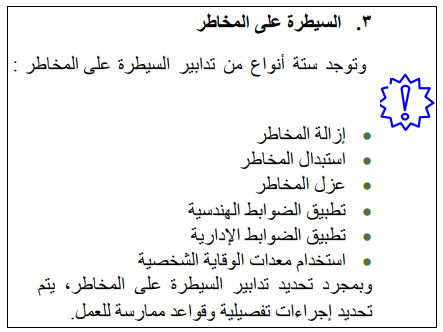 ٣. السيطرة على المخاطر
وتوجد ستة أنواع من تدابير السيطرة على المخاطر :
• إزالة المخاطر
• استبدال المخاطر
• عزل المخاطر
• تطبيق الضوابط الهندسية
• تطبيق الضوابط الإدارية
• استخدام معدات الوقاية الشخصية
وبمجرد تحديد تدابير السيطرة على المخاطر، يتم
تحديد إجراءات تفصيلية وقواعد ممارسة للعمل.